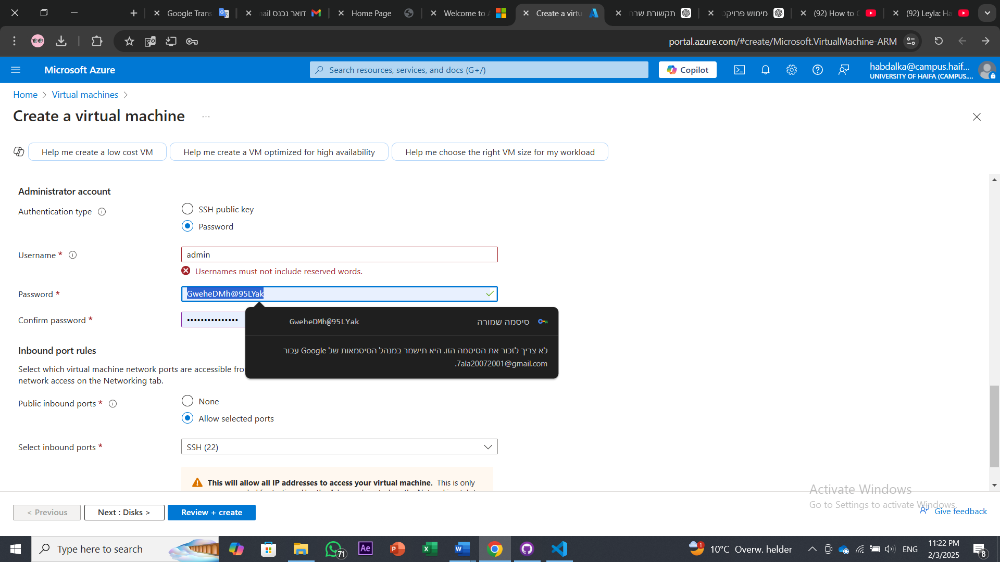 Google Trans
דואר נכנס
Home Page
Welcome to
Create a virtu
תקשורת
מימוש פרויקט
(92) How to
(92) Leyla: Ha
portal.azure.com/#create/Microsoft.VirtualMachine-ARM
Microsoft Azure
Search resources, services, and docs (G+/)
Copilot
habdalka@campus.haif...
UNIVERSITY OF HAIFA (CAMPUS....
Home > Virtual machines >
Create a virtual machine ...
Help me create a low cost VM
Help me create a VM optimized for high availability
Help me choose the right VM size for my workload
Administrator account
Authentication type
SSH public key
Password
Username *
admin
Usernames must not include reserved words.
Password *
GweheDMh@95LYak
Confirm password *
•••••••••••••••
סיסמה שמורה
GweheDMh@95LYak
לא צריך לזכור את הסיסמה הזו. היא תישמר במנהל הסיסמאות של Google עבור
7ala20072001@gmail.com.
Inbound port rules
Select which virtual machine network ports are accessible
network access on the Networking tab.
Public inbound ports *
None
Allow selected ports
Select inbound ports *
SSH (22)
This will allow all IP addresses to access your virtual machine. This is only
Activate Windows
Go to Settings to activate Windows.
< Previous
Next : Disks >
Review + create
Give feedback
Type here to search
71
Ae
1
10°C Overw. helder
ENG
11:22 PM
2/3/2025
8